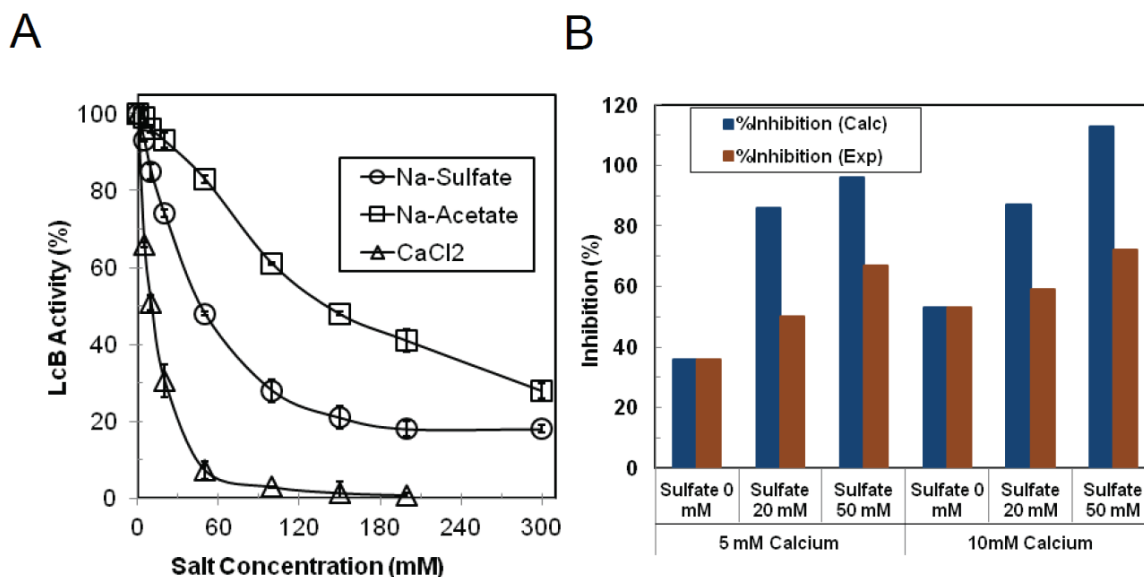 A
B
LcB Activity (%)
100
80
60
40
20
0
Na-Sulfate
Na-Acetate
CaCl2
0 60 120 180 240 300
Salt Concentration (mM)
Inhibition (%)
120
100
80
60
40
20
0
%Inhibition (Calc)
%Inhibition (Exp)
Sulfate 0 mM
Sulfate 20 mM
Sulfate 50 mM
Sulfate 0 mM
Sulfate 20 mM
Sulfate 50 mM
5 mM Calcium
10mM Calcium